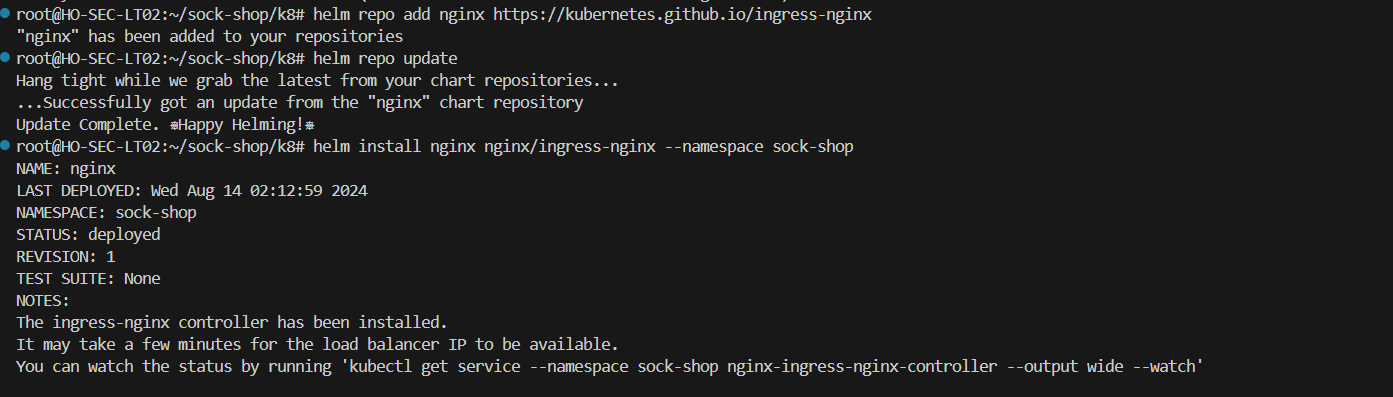 root@HO-SEC-LT02:~/sock-shop/k8# helm repo add nginx https://kubernetes.github.io/ingress-nginx
"nginx" has been added to your repositories
root@HO-SEC-LT02:~/sock-shop/k8# helm repo update
Hang tight while we grab the latest from your chart repositories...
...Successfully got an update from the "nginx" chart repository
Update Complete. ⎈Happy Helming!⎈
root@HO-SEC-LT02:~/sock-shop/k8# helm install nginx nginx/ingress-nginx --namespace sock-shop
NAME: nginx
LAST DEPLOYED: Wed Aug 14 02:12:59 2024
NAMESPACE: sock-shop
STATUS: deployed
REVISION: 1
TEST SUITE: None
NOTES:
The ingress-nginx controller has been installed.
It may take a few minutes for the load balancer IP to be available.
You can watch the status by running 'kubectl get service --namespace sock-shop nginx-ingress-nginx-controller --output wide --watch'